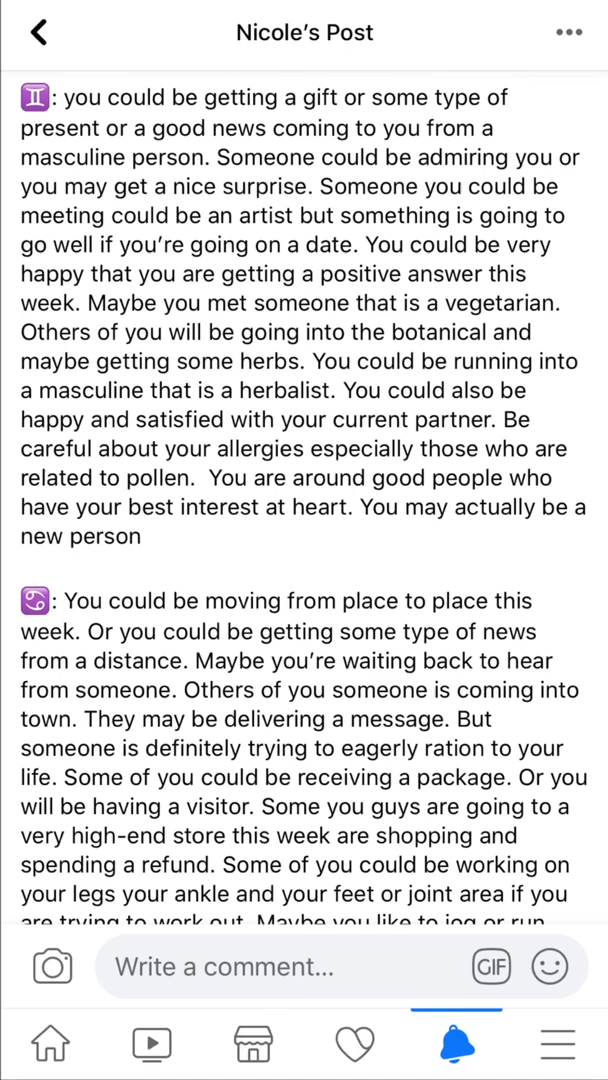 Nicole's Post
♊: you could be getting a gift or some type of
present or a good news coming to you from a
masculine person. Someone could be admiring you or
you may get a nice surprise. Someone you could be
meeting could be an artist but something is going to
go well if you're going on a date. You could be very
happy that you are getting a positive answer this
week. Maybe you met someone that is a vegetarian.
Others of you will be going into the botanical and
maybe getting some herbs. You could be running into
a masculine that is a herbalist. You could also be
happy and satisfied with your current partner. Be
careful about your allergies especially those who are
related to pollen.  You are around good people who
have your best interest at heart. You may actually be a
new person
♋: You could be moving from place to place this
week. Or you could be getting some type of news
from a distance. Maybe you're waiting back to hear
from someone. Others of you someone is coming into
town. They may be delivering a message. But
someone is definitely trying to eagerly ration to your
life. Some of you could be receiving a package. Or you
will be having a visitor. Some you guys are going to a
very high-end store this week are shopping and
spending a refund. Some of you could be working on
your legs your ankle and your feet or joint area if you
are trying to work out. Maybe you like to jog or run
Write a comment...
GIF